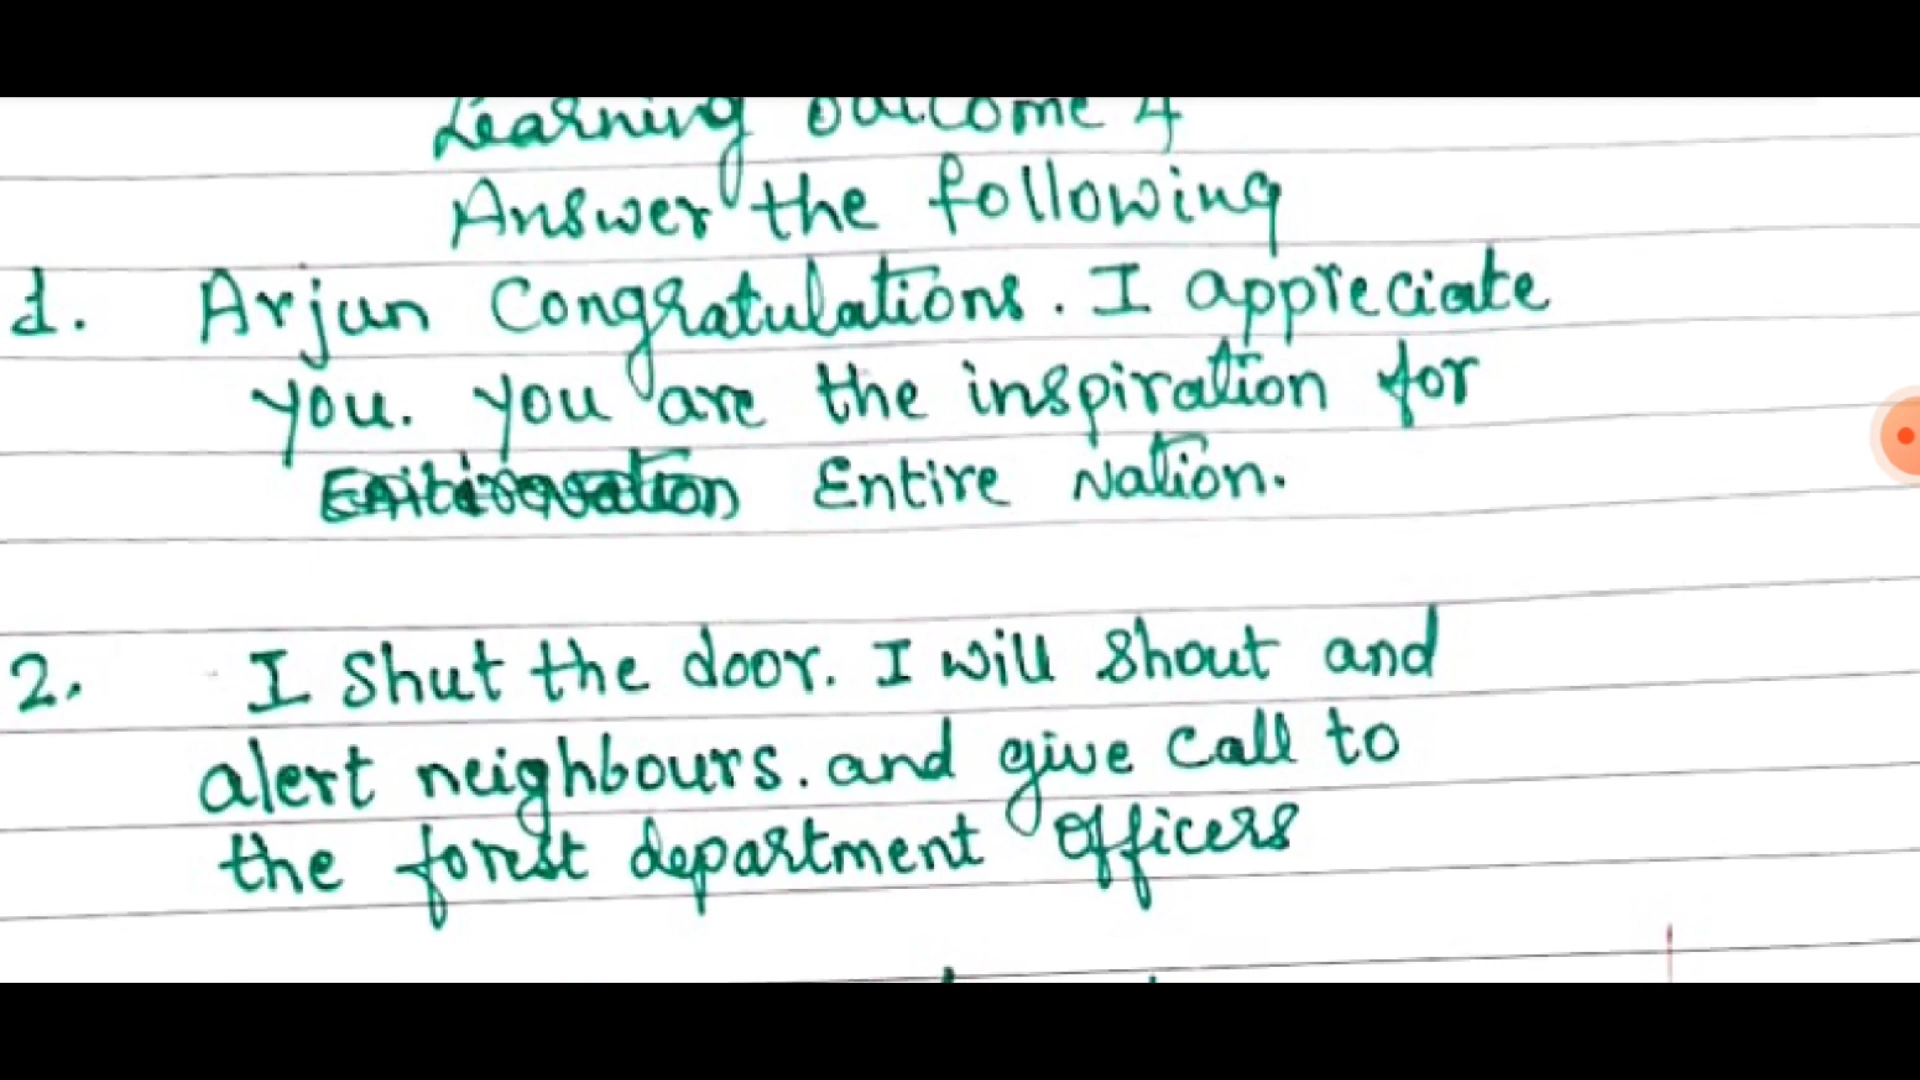 Learning outcome 4
Answer the following
1. Arjun Congratulations. I appreciate
you. you are the inspiration for
Entire Nation.
2. I Shut the door. I will Shout and
alert neighbours. and give call to
the forest department officers